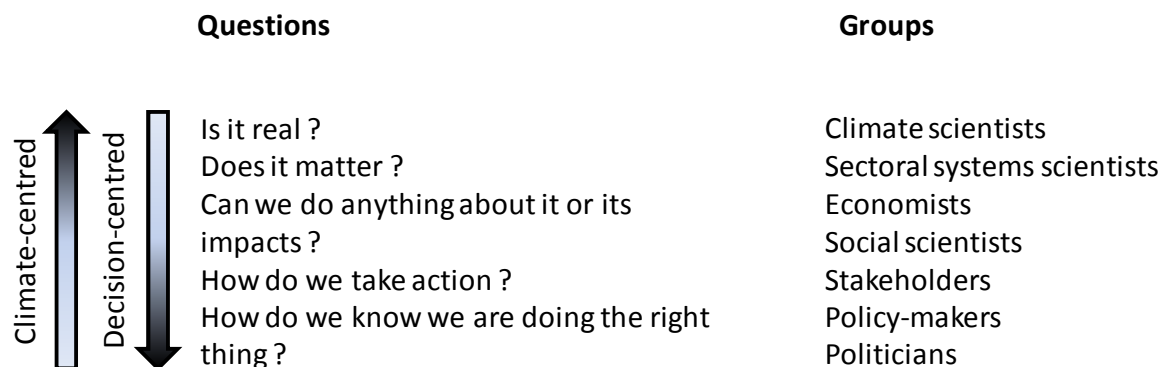 Questions
Groups
Climate-centred
Decision-centred
Is it real ?
Does it matter ?
Can we do anything about it or its
impacts ?
How do we take action ?
How do we know we are doing the right
thing ?
Climate scientists
Sectoral systems scientists
Economists
Social scientists
Stakeholders
Policy-makers
Politicians